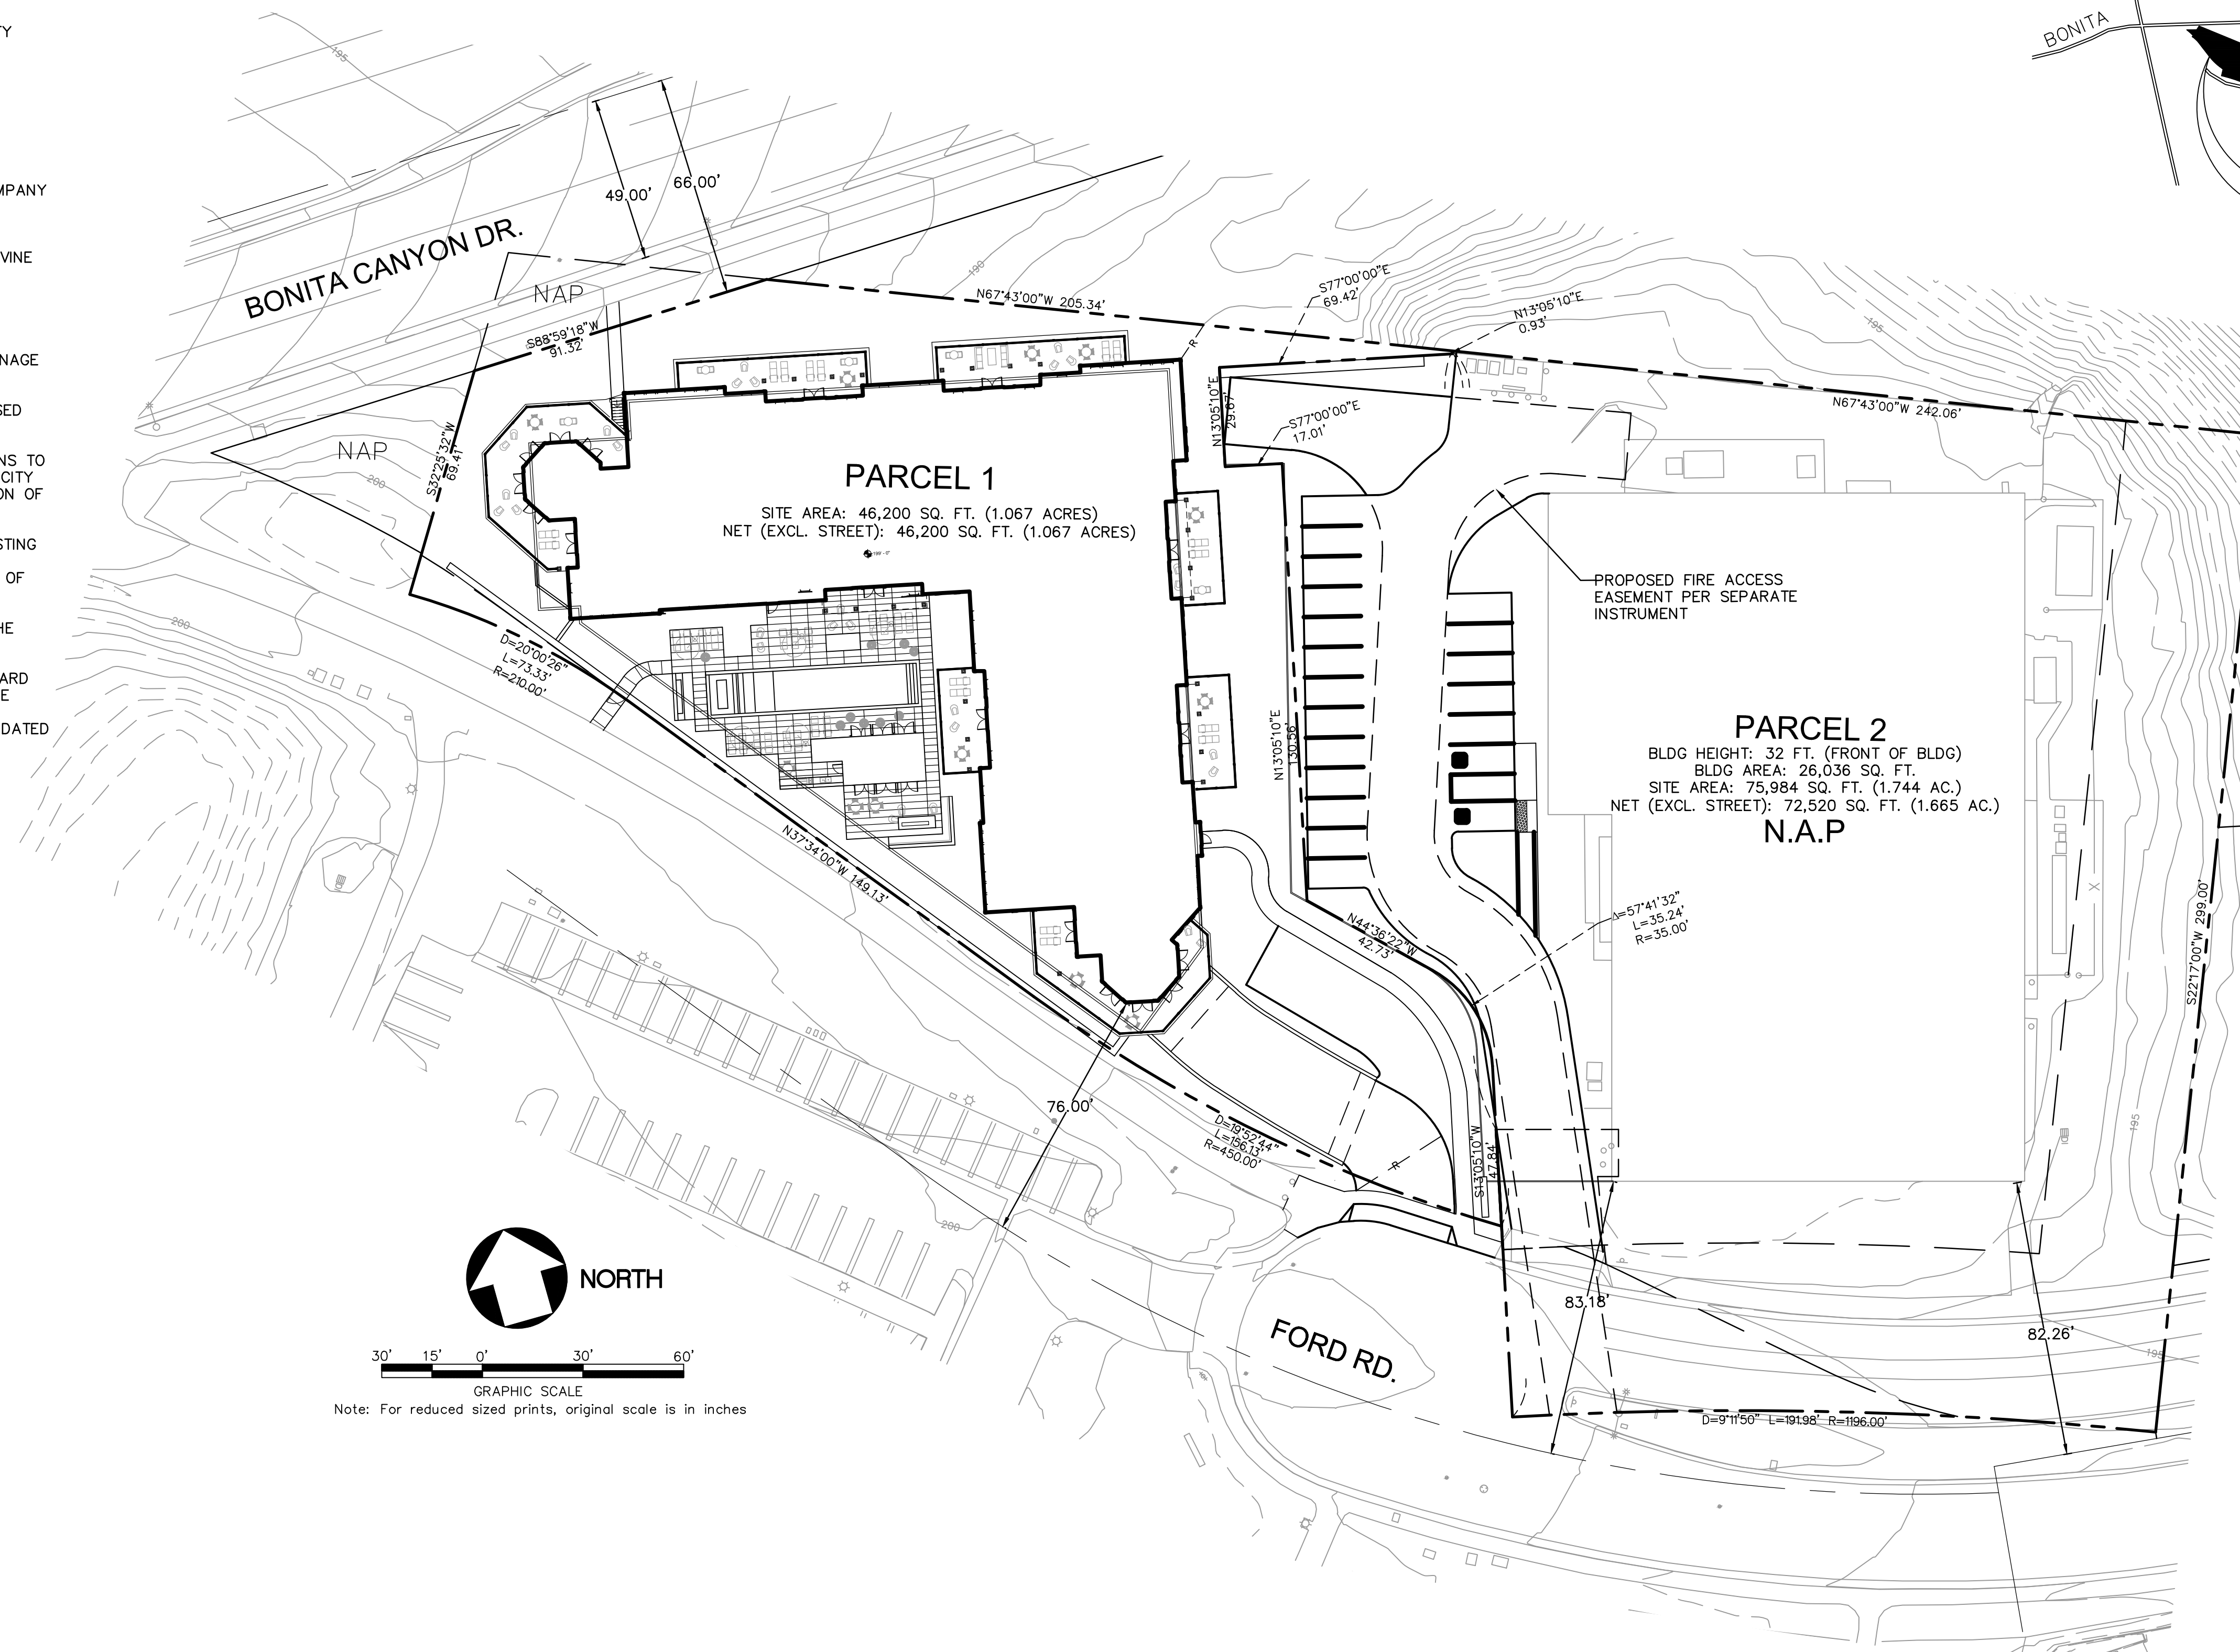 TY
MPANY
VINE
NAGE
SED
NS TO
CITY
ON OF
STING
OF
HE
ARD
E
DATED
BONITA
195
49.00'
66.00'
BONITA CANYON DR.
NAP
190
S77°00'00"E
69.42'
N67°43'00"W 205.34'
N13°05'10"E
0.93'
195
S88°59'18"W
91.32'
R
N67°43'00"W 242.06'
N13°05'10"E
29.67'
S77°00'00"E
17.01'
NAP
S32°25'32"W
69.41'
200
PARCEL 1
SITE AREA: 46,200 SQ. FT. (1.067 ACRES)
NET (EXCL. STREET): 46,200 SQ. FT. (1.067 ACRES)
PROPOSED FIRE ACCESS
EASEMENT PER SEPARATE
INSTRUMENT
200
D=20°00'26"
L=73.33'
R=210.00'
N13°05'10"E
130.56'
PARCEL 2
BLDG HEIGHT: 32 FT. (FRONT OF BLDG)
BLDG AREA: 26,036 SQ. FT.
SITE AREA: 75,984 SQ. FT. (1.744 AC.)
NET (EXCL. STREET): 72,520 SQ. FT. (1.665 AC.)
N.A.P
N37°34'00"W 149.13'
Δ=57°41'32"
L=35.24'
R=35.00'
N44°36'22"W
42.73'
S22°17'00"W 299.00'
76.00'
D=19°52'44"
L=156.13'
R=450.00'
R
S13°05'10"W
47.84'
195
200
NORTH
83.18'
82.26'
195
FORD RD.
30' 15' 0' 30' 60'
GRAPHIC SCALE
Note: For reduced sized prints, original scale is in inches
D=9°11'50" L=191.98' R=1196.00'